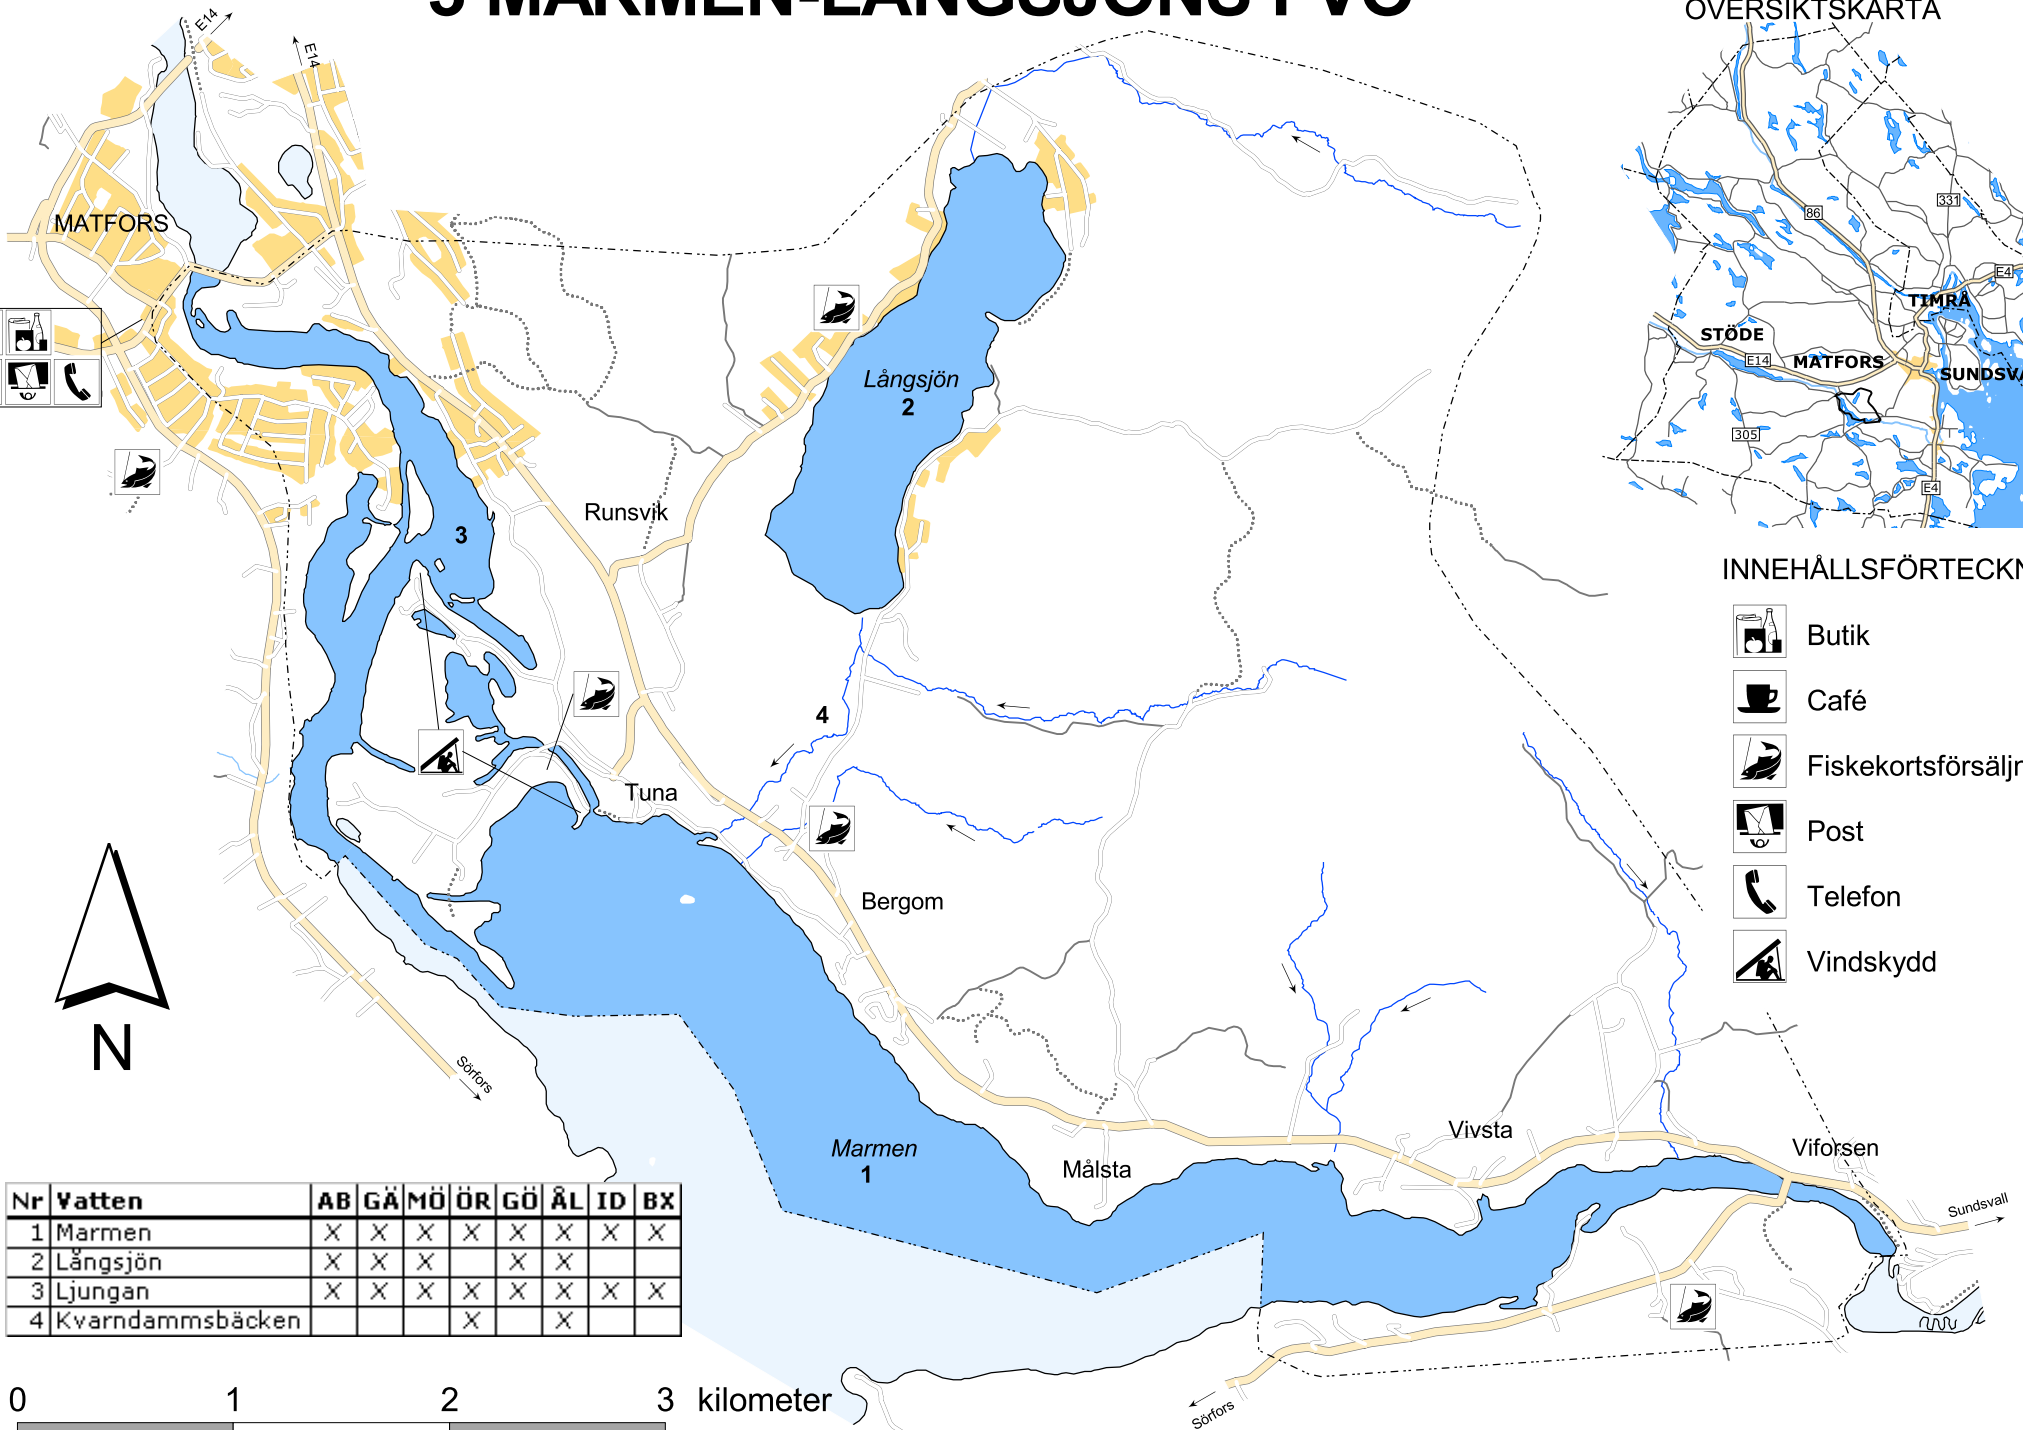 ÖVERSIKTSKARTA
E14
E14
MATFORS
331
86
E4
TIMRÅ
STÖDE
E14
MATFORS
305
E4
Långsjön
2
3
Runsvik
INNEHÅLLSFÖRTECKN
Butik
Café
Fiskekortsförsäljn
Post
Telefon
Vindskydd
4
Tuna
Bergom
N
Sörfors
Marmen
1
Målsta
Vivsta
Viforsen
Sundsvall
Sörfors
Nr Vatten AB GÄ MÖ ÖR GÖ ÅL ID BX
1 Marmen X X X X X X X X
2 Långsjön X X X X X
3 Ljungan X X X X X X X X
4 Kvarndammsbäcken X X
0 1 2 3 kilometer